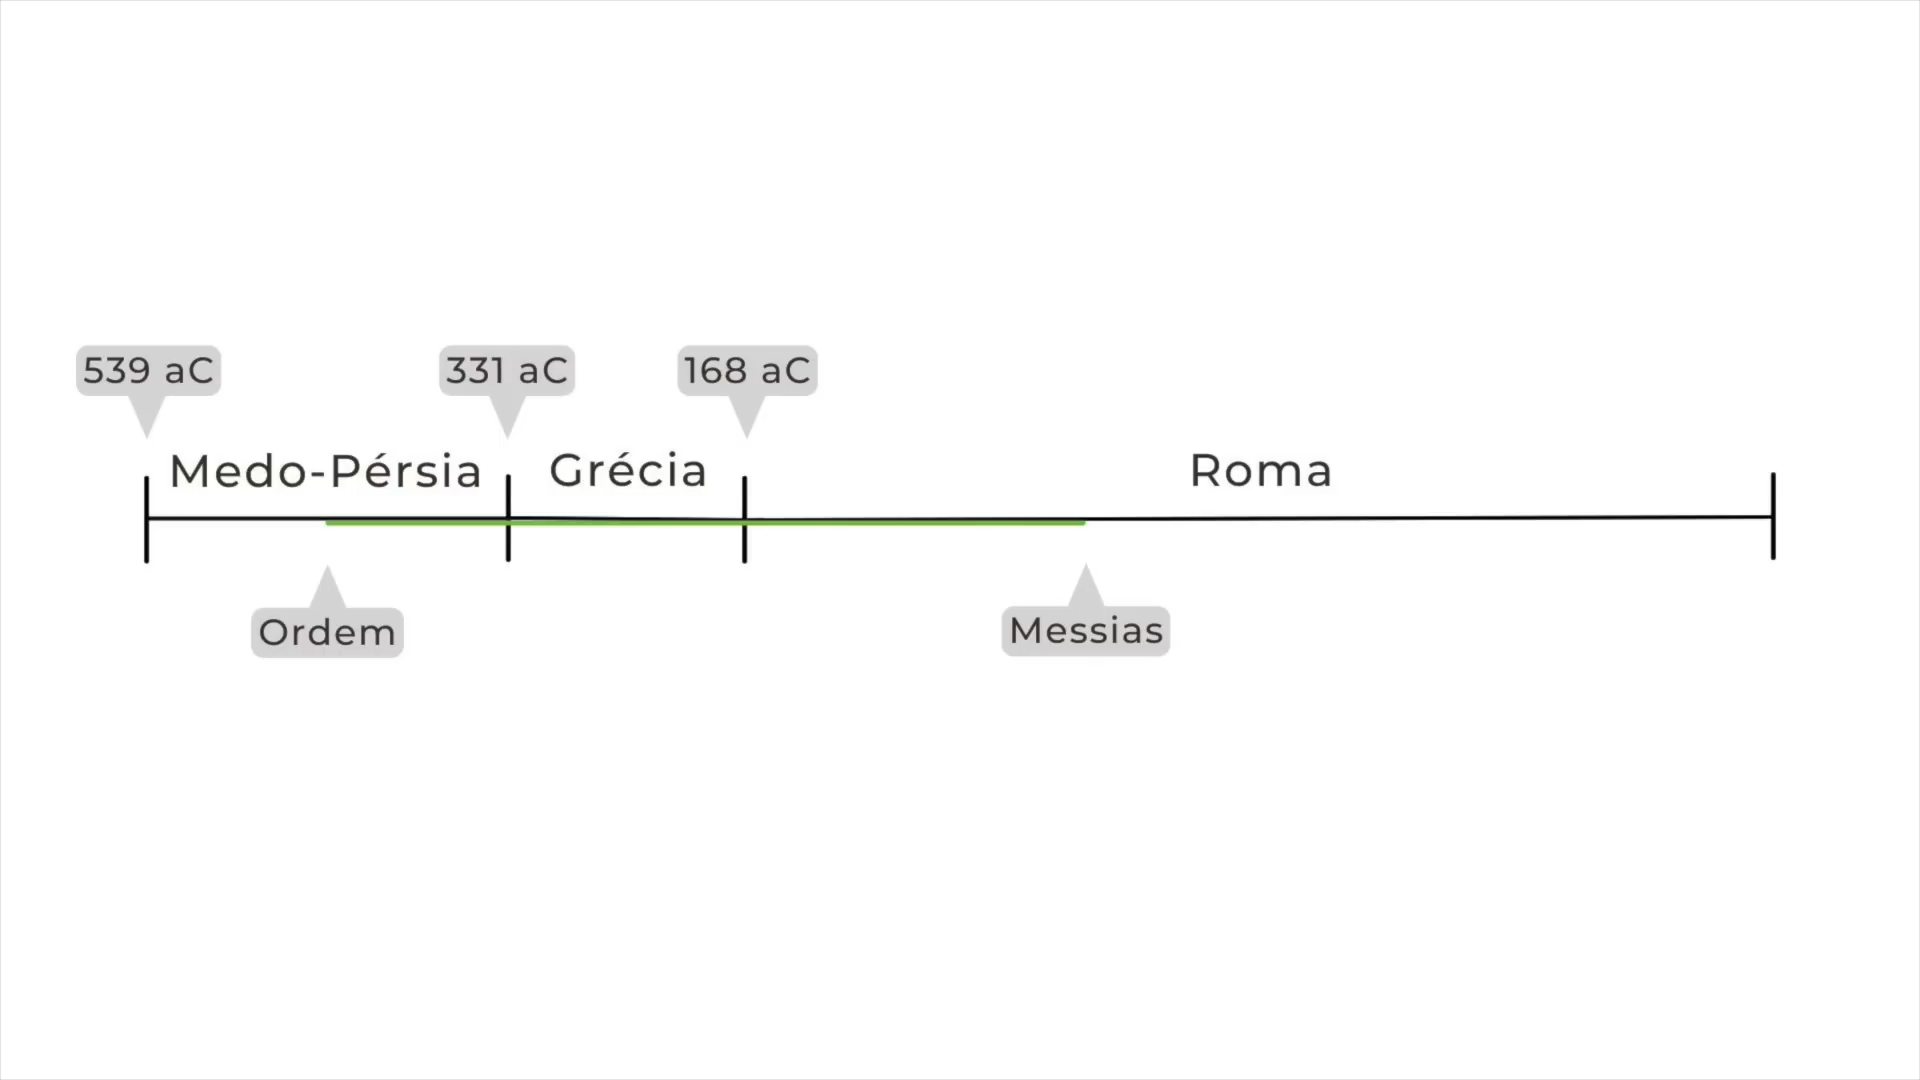 539 aC
331 aC
168 aC
Medo-Pérsia
Grécia
Roma
Ordem
Messias